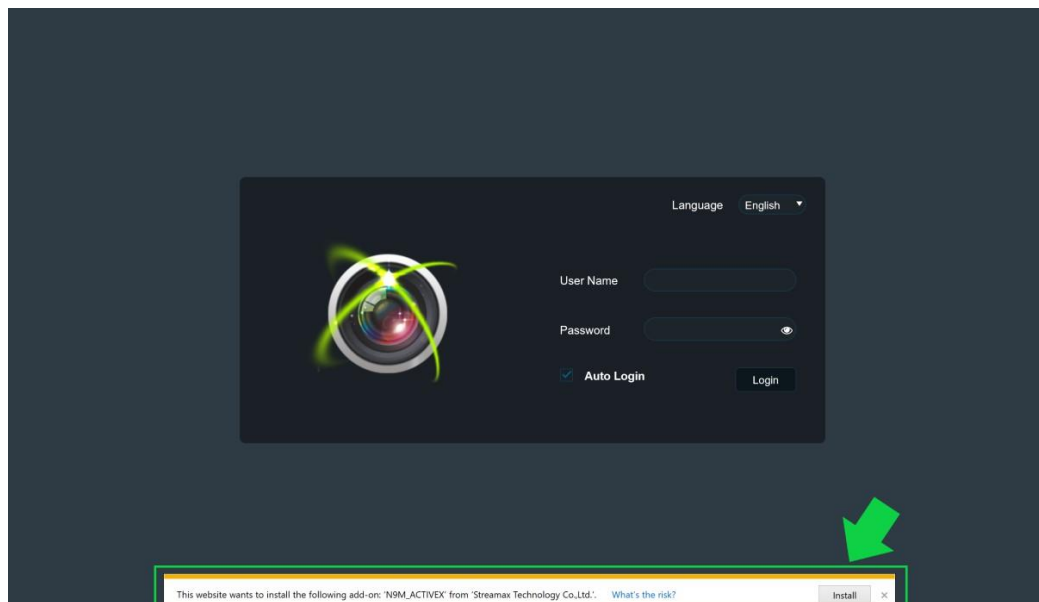 Language English
User Name
Password
Auto Login
Login
This website wants to install the following add-on: 'N9M_ACTIVEX' from 'Streamax Technology Co.,Ltd.'. What's the risk? Install ×